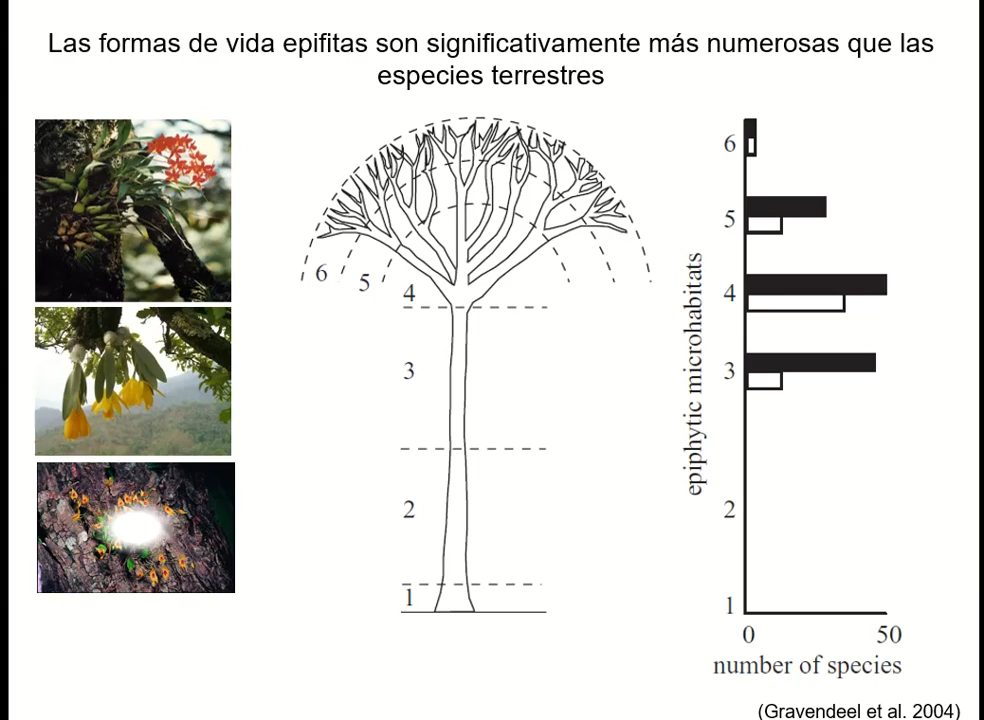 Las formas de vida epifitas son significativamente más numerosas que las
especies terrestres
6
5
4
3
2
1
epiphytic microhabitats
6
5
4
3
2
1
0 50
number of species
(Gravendeel et al. 2004)